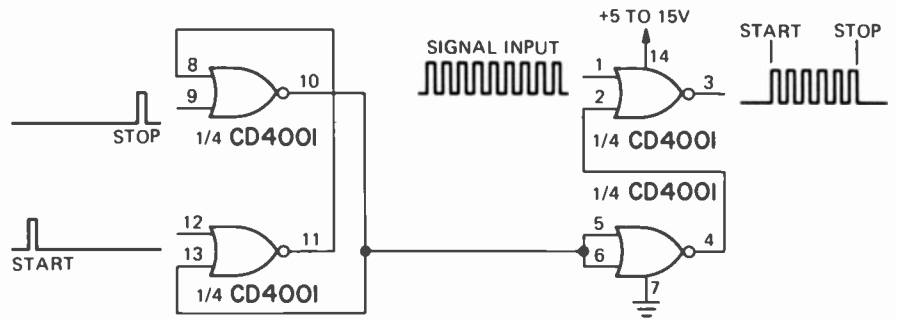 +5 TO 15V
SIGNAL INPUT
START STOP
14
8
10
1
3
9
2
STOP
1/4 CD4001
1/4 CD4001
1/4 CD4001
12
11
5
4
13
6
START
7
1/4 CD4001